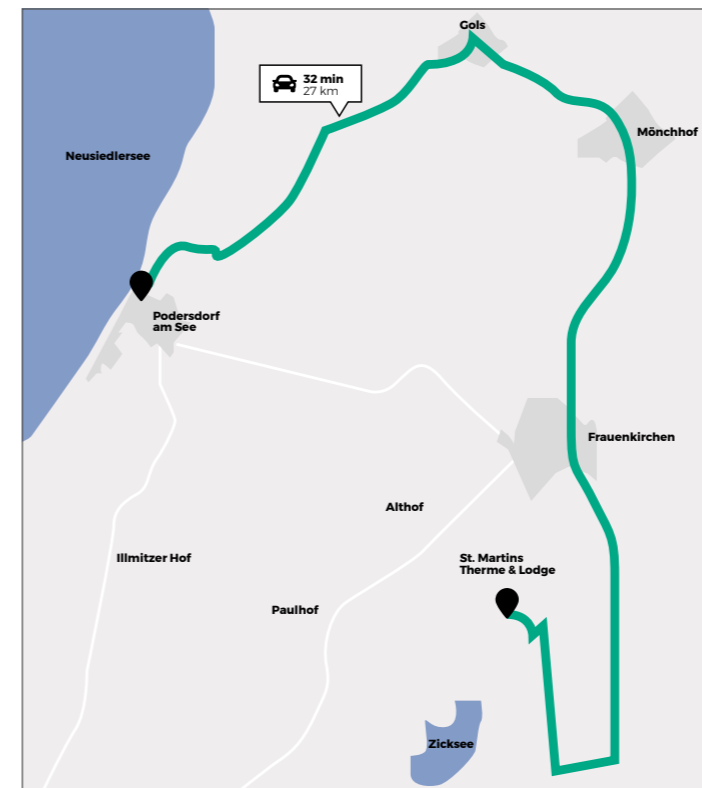 Gols
32 min
27 km
Mönchhof
Neusiedlersee
Podersdorf
am See
Frauenkirchen
Althof
Illmitzer Hof
St. Martins
Therme & Lodge
Paulhof
Zicksee